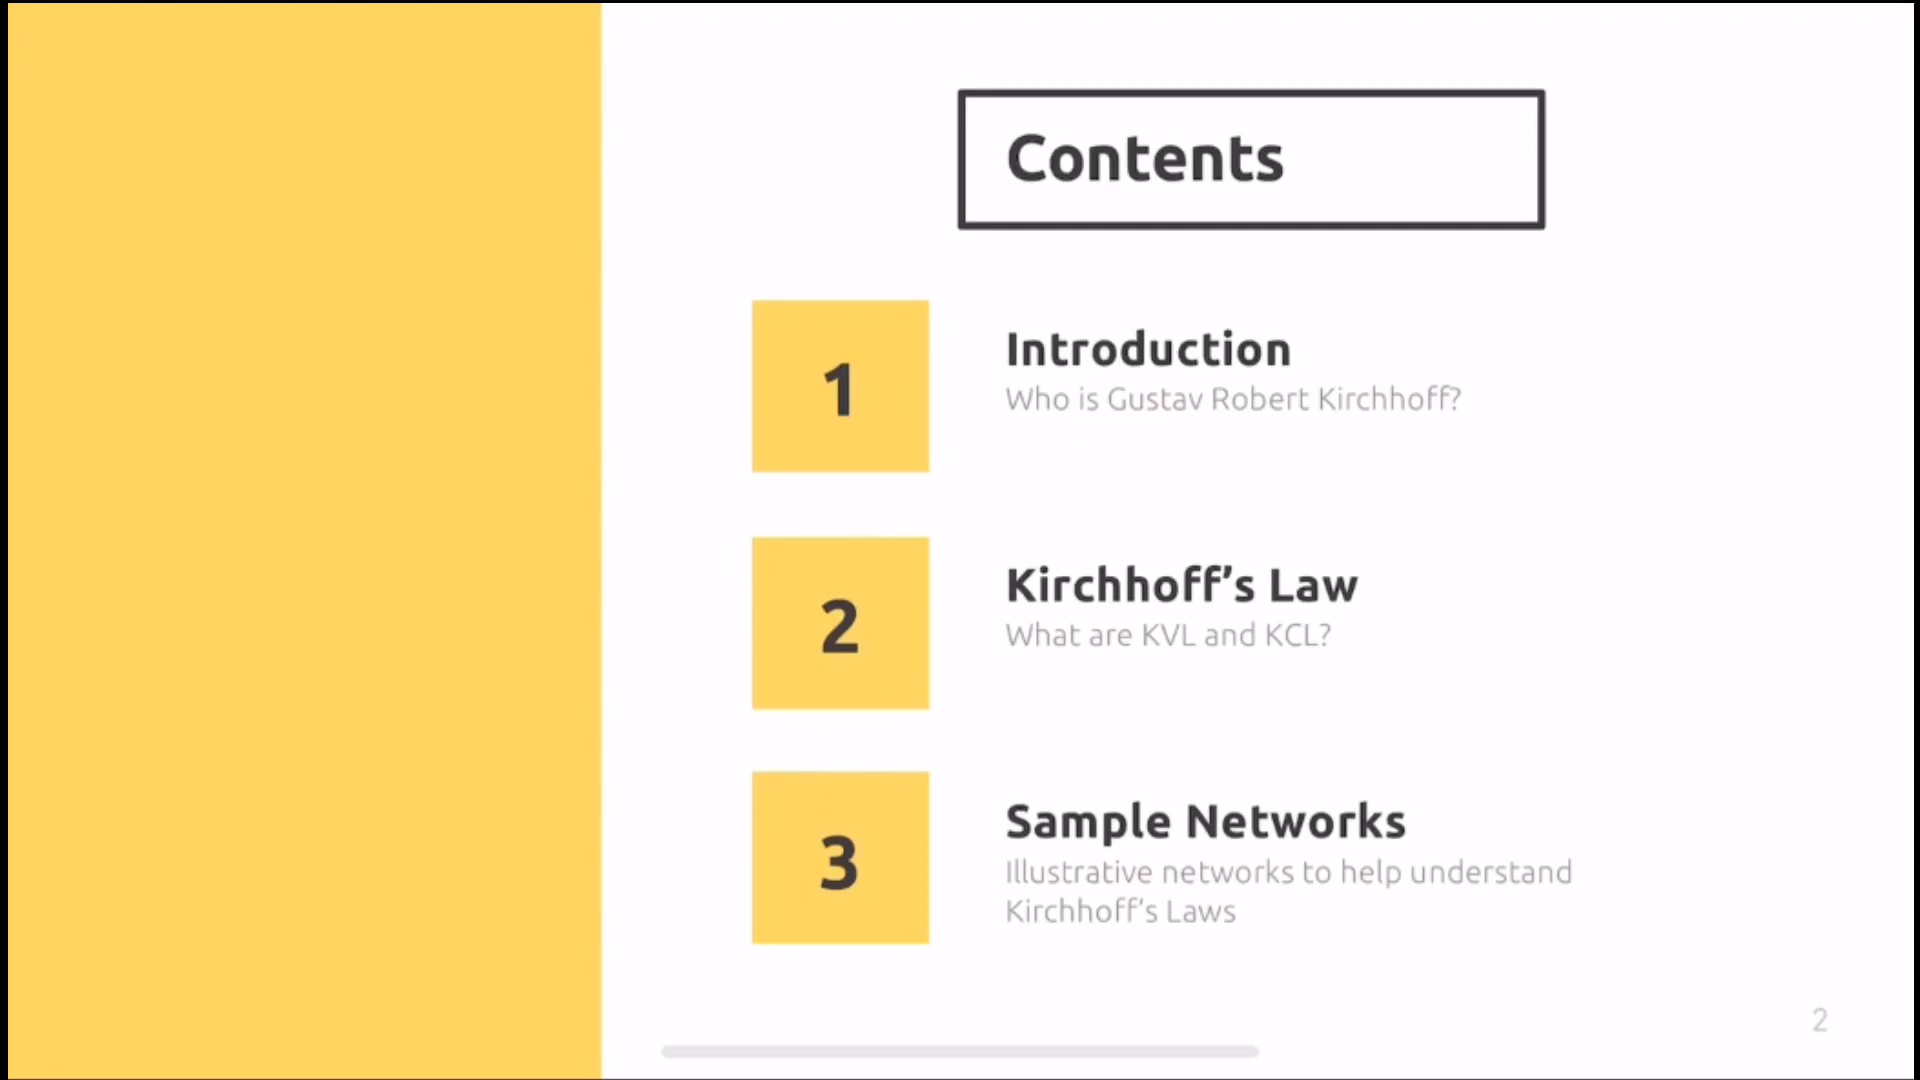 Contents
1
Introduction
Who is Gustav Robert Kirchhoff?
2
Kirchhoff’s Law
What are KVL and KCL?
3
Sample Networks
Illustrative networks to help understand
Kirchhoff’s Laws
2